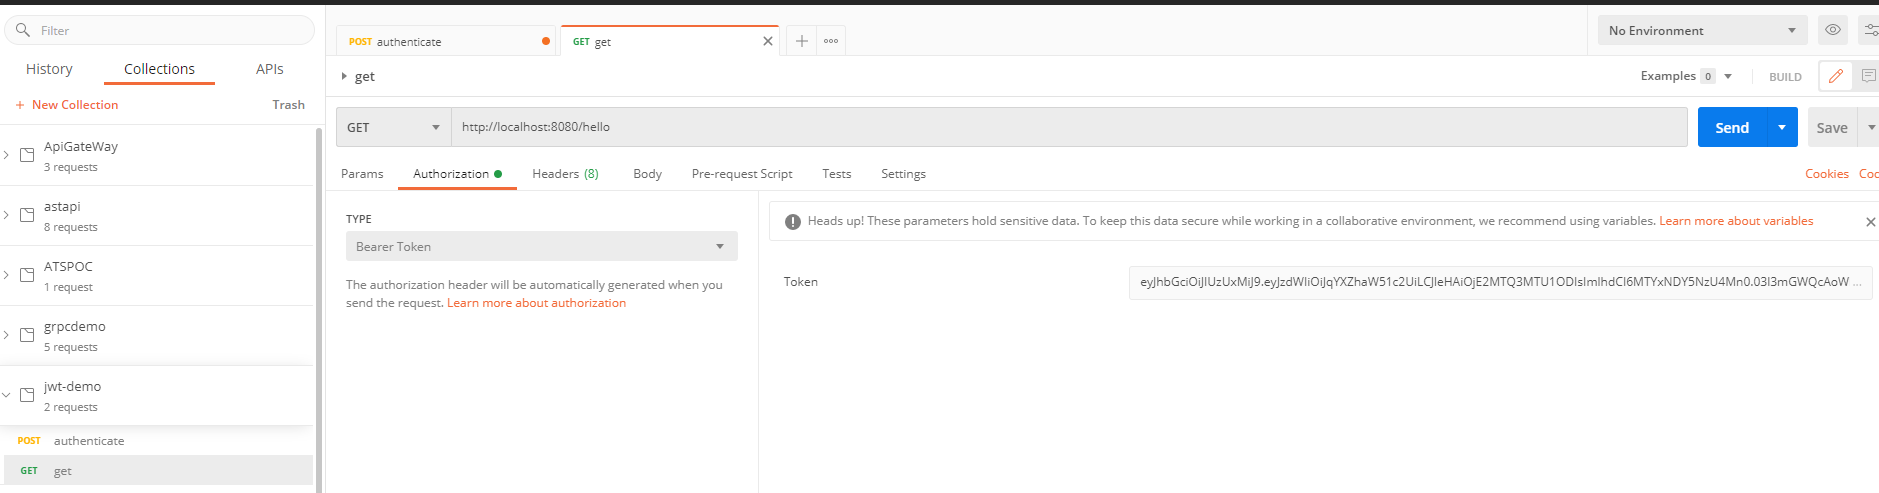 Filter
History Collections APIs
+ New Collection Trash
ApiGateWay
3 requests
astapi
8 requests
ATSPOC
1 request
grpcdemo
5 requests
jwt-demo
2 requests
POST authenticate
GET get
POST authenticate
GET get
No Environment
get
Examples 0
BUILD
GET
http://localhost:8080/hello
Send
Save
Params Authorization Headers (8) Body Pre-request Script Tests Settings
Cookies Coc
TYPE
Bearer Token
The authorization header will be automatically generated when you
send the request. Learn more about authorization
Heads up! These parameters hold sensitive data. To keep this data secure while working in a collaborative environment, we recommend using variables. Learn more about variables
Token